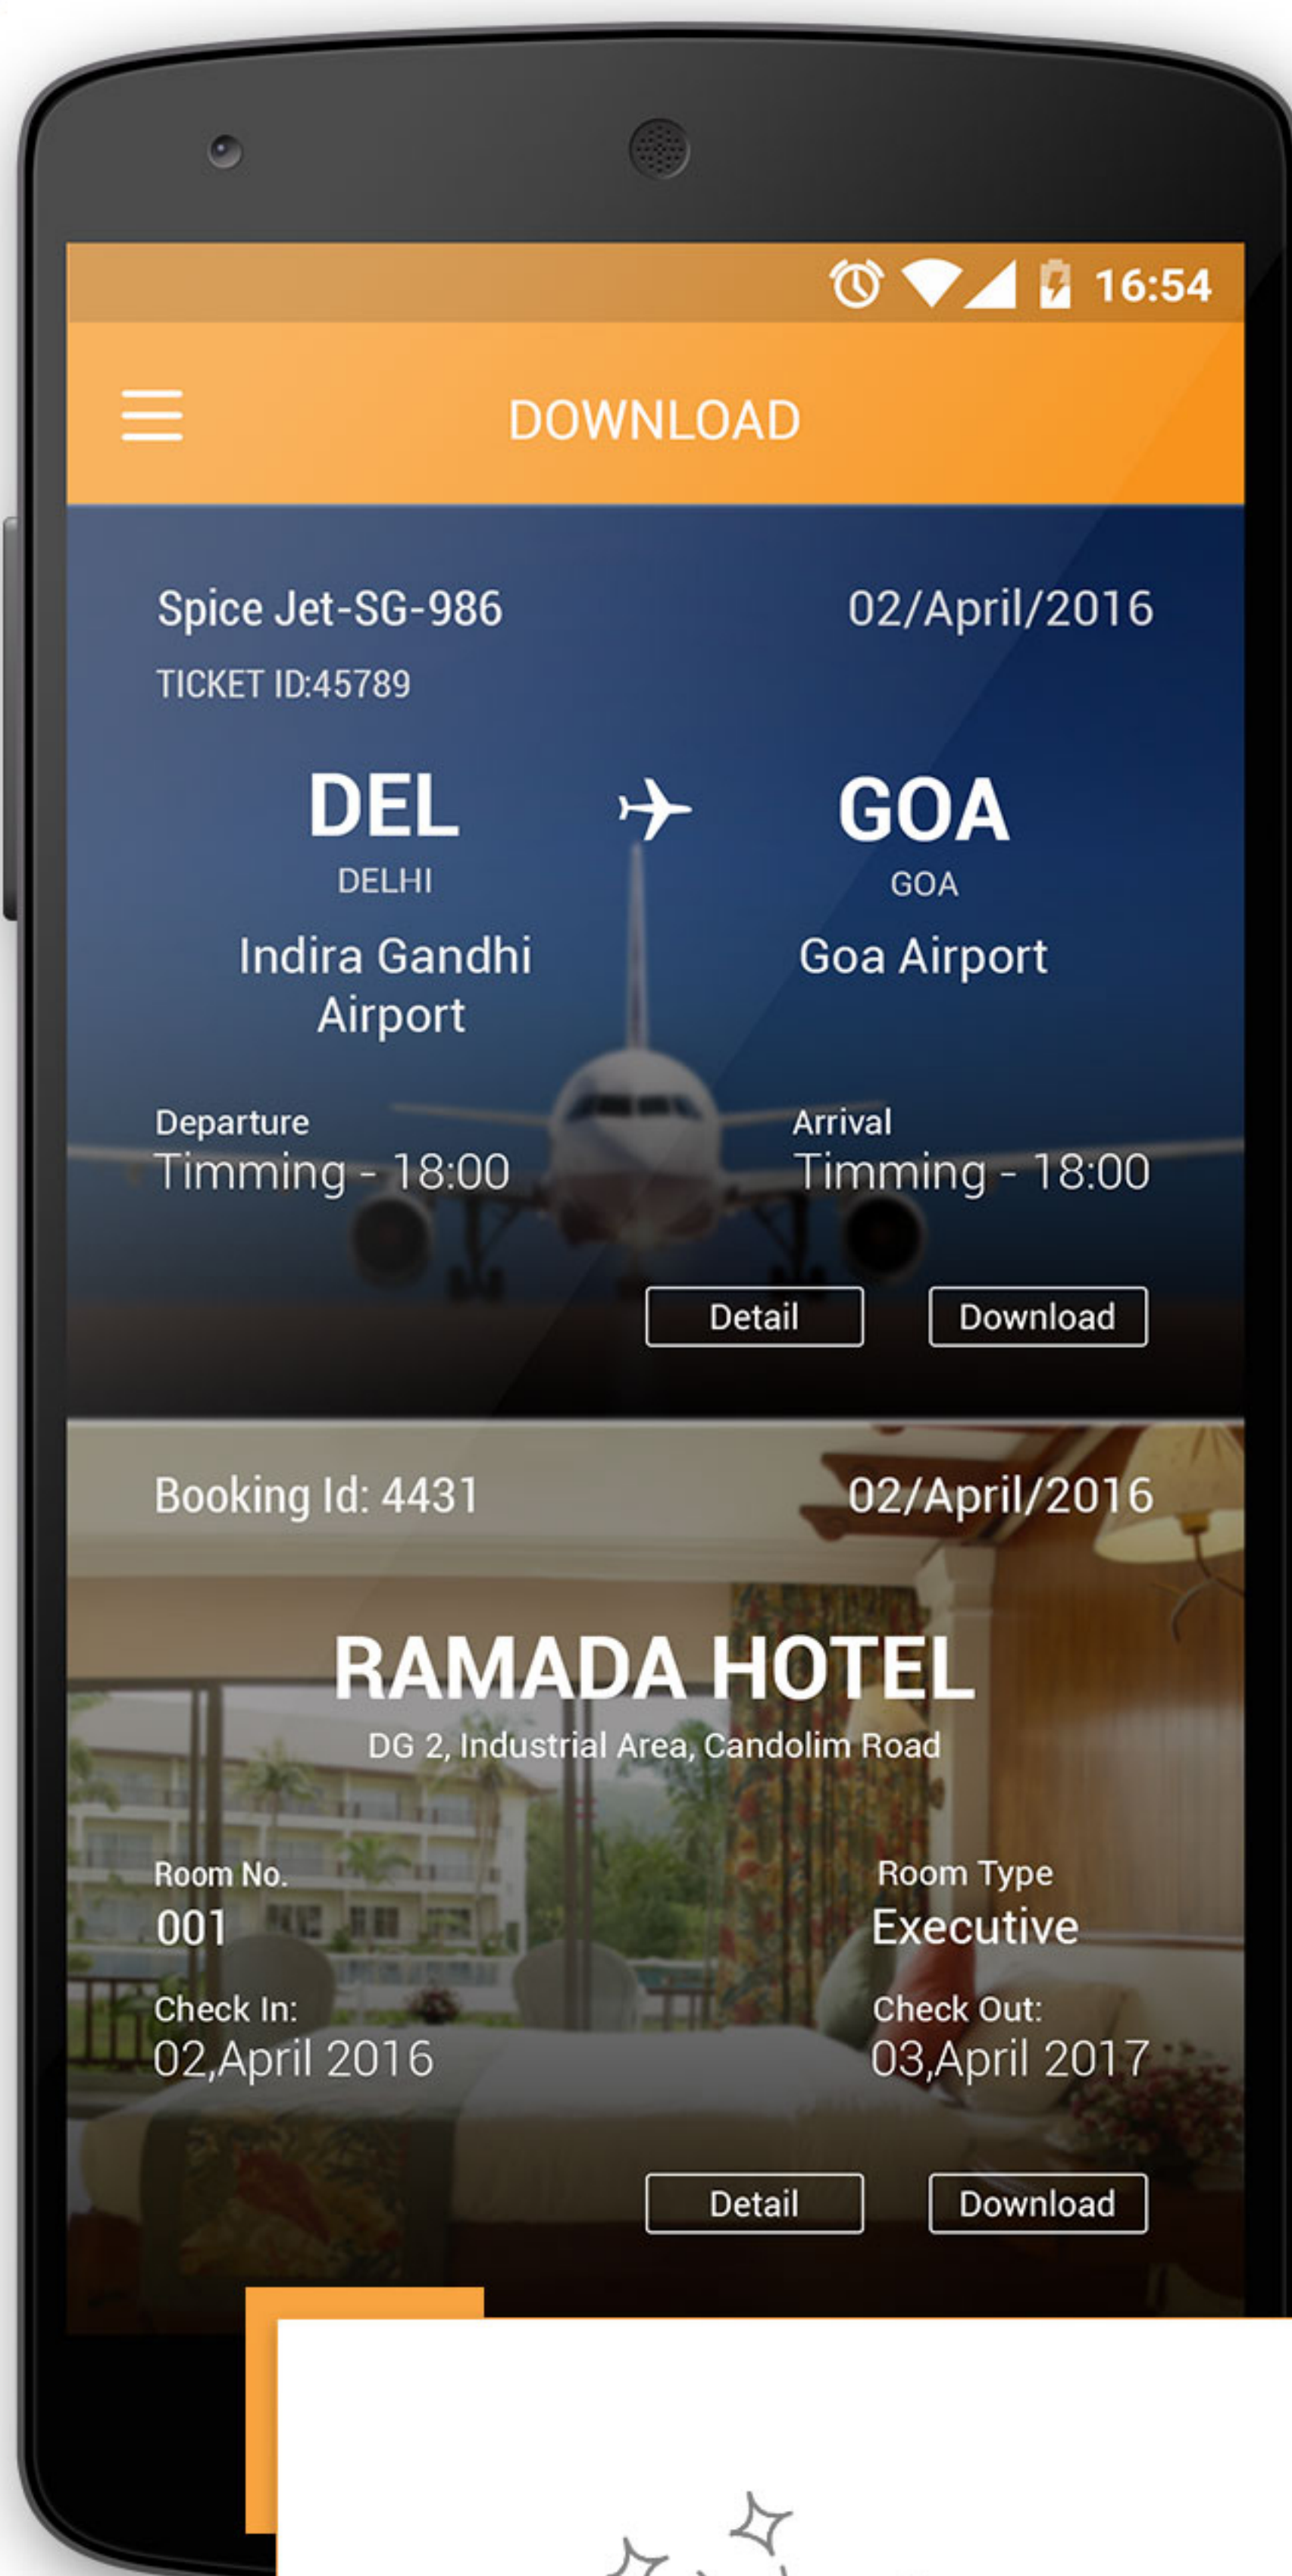 16:54
DOWNLOAD
Spice Jet-SG-986
02/April/2016
TICKET ID:45789
DEL
GOA
DELHI
GOA
Indira Gandhi
Airport
Goa Airport
Departure
Timming - 18:00
Arrival
Timming - 18:00
Detail
Download
Booking Id: 4431
02/April/2016
RAMADA HOTEL
DG 2, Industrial Area, Candolim Road
Room No.
001
Room Type
Executive
Check In:
02,April 2016
Check Out:
03,April 2017
Detail
Download